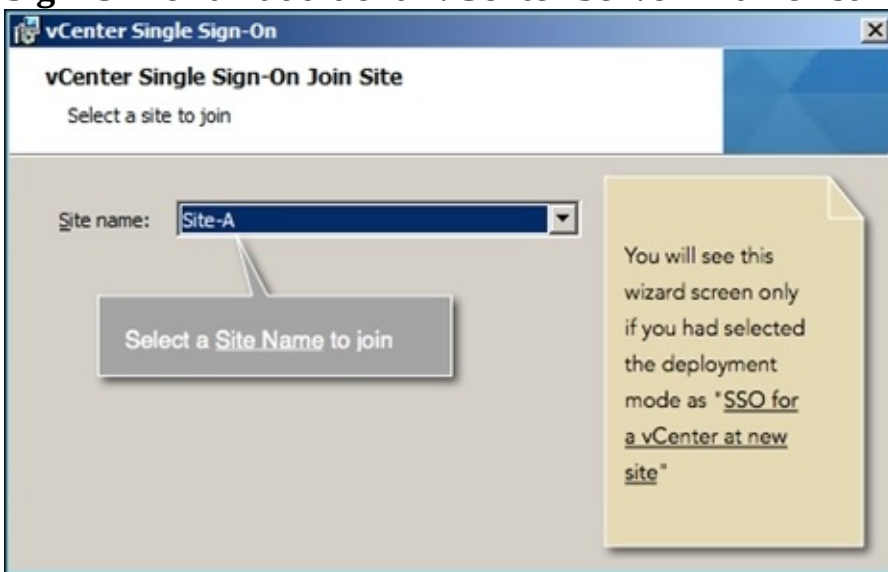 vCenter Single Sign-On
vCenter Single Sign-On Join Site
Select a site to join
Site name:
Site-A
Select a Site Name to join
You will see this
wizard screen only
if you had selected
the deployment
mode as "SSO for
a vCenter at new
site"